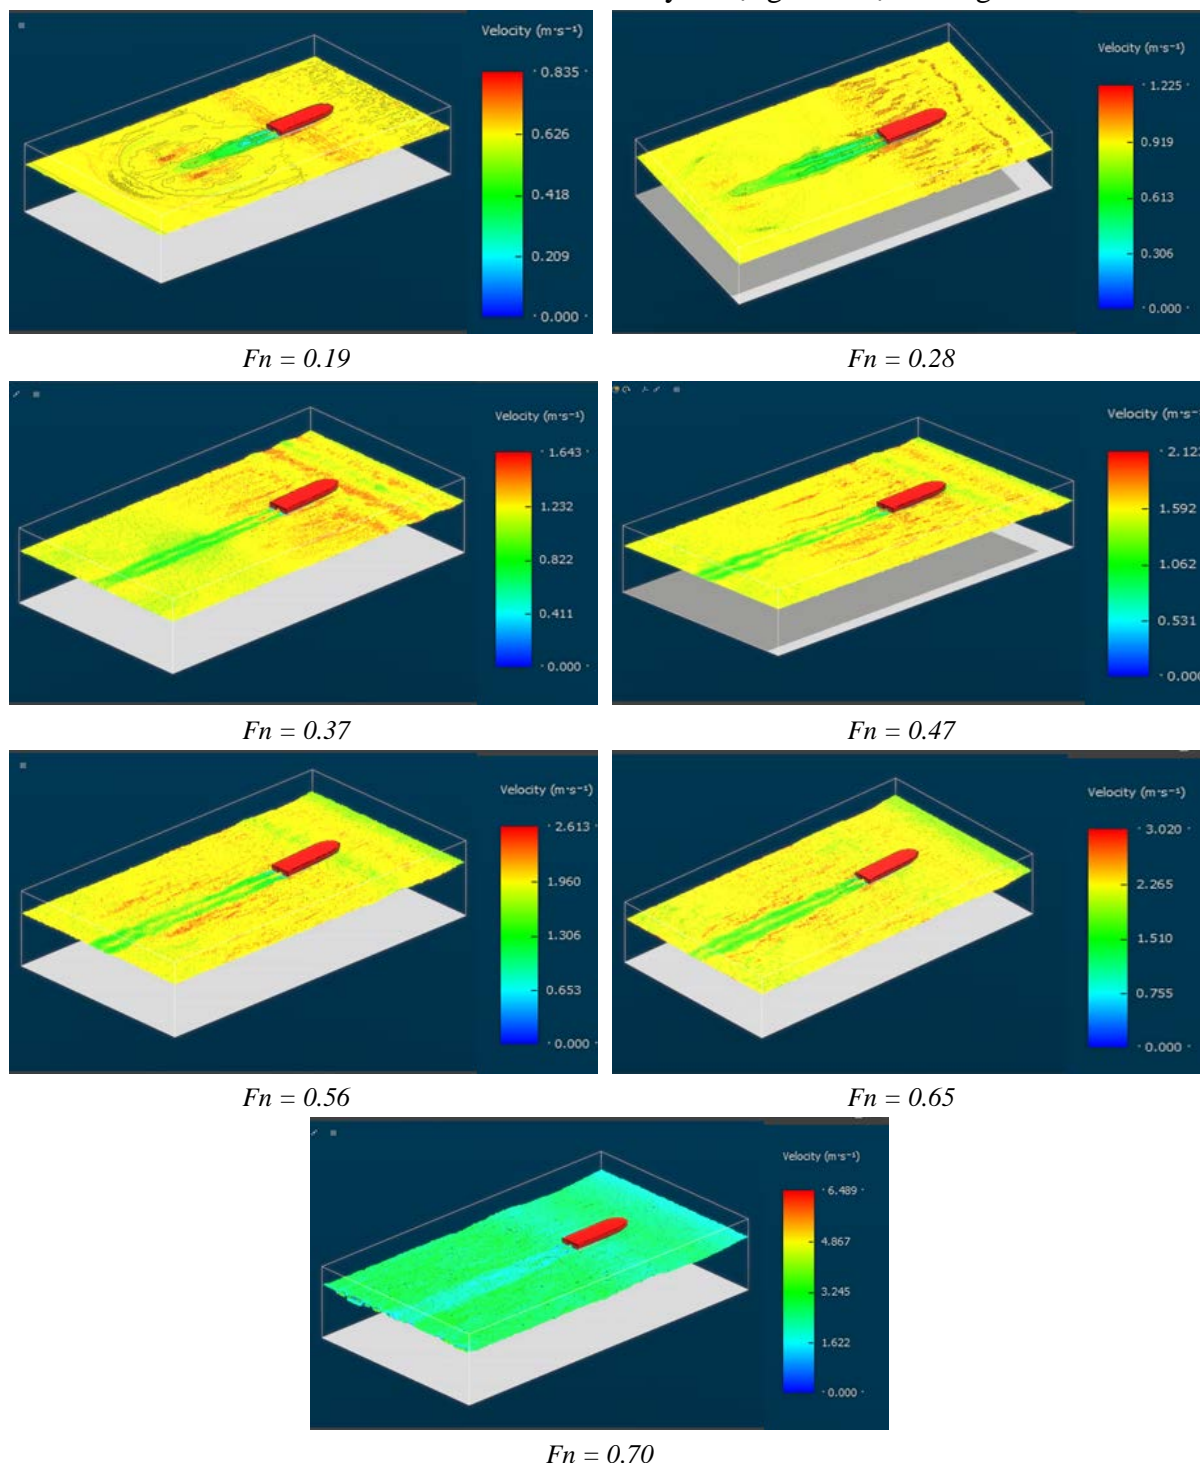 Velocity (m·s⁻¹)
0.835
0.626
0.418
0.209
0.000
Velocity (m·s⁻¹)
1.225
0.919
0.613
0.306
0.000
Fn = 0.19
Fn = 0.28
Velocity (m·s⁻¹)
1.643
1.232
0.822
0.411
0.000
Velocity (m·s⁻
2.12
1.592
1.062
0.531
0.000
Fn = 0.37
Fn = 0.47
Velocity (m·s⁻¹)
2.613
1.960
1.306
0.653
0.000
Velocity (m·s⁻¹)
3.020
2.265
1.510
0.755
0.000
Fn = 0.56
Fn = 0.65
Velocity (m·s⁻¹)
6.489
4.867
3.245
1.622
0.000
Fn = 0.70